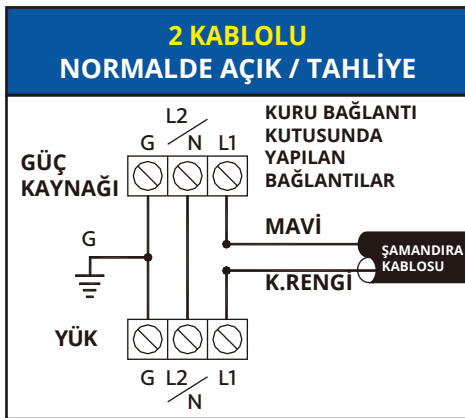 2 KABLOLU
NORMALDE AÇIK / TAHLİYE
L2
G / N L1
KURU BAĞLANTI
KUTUSUNDA
YAPILAN
BAĞLANTILAR
GÜÇ
KAYNAĞI
MAVİ
G
ŞAMANDIRA
KABLOSU
K.RENGİ
YÜK
G L2 / L1
N